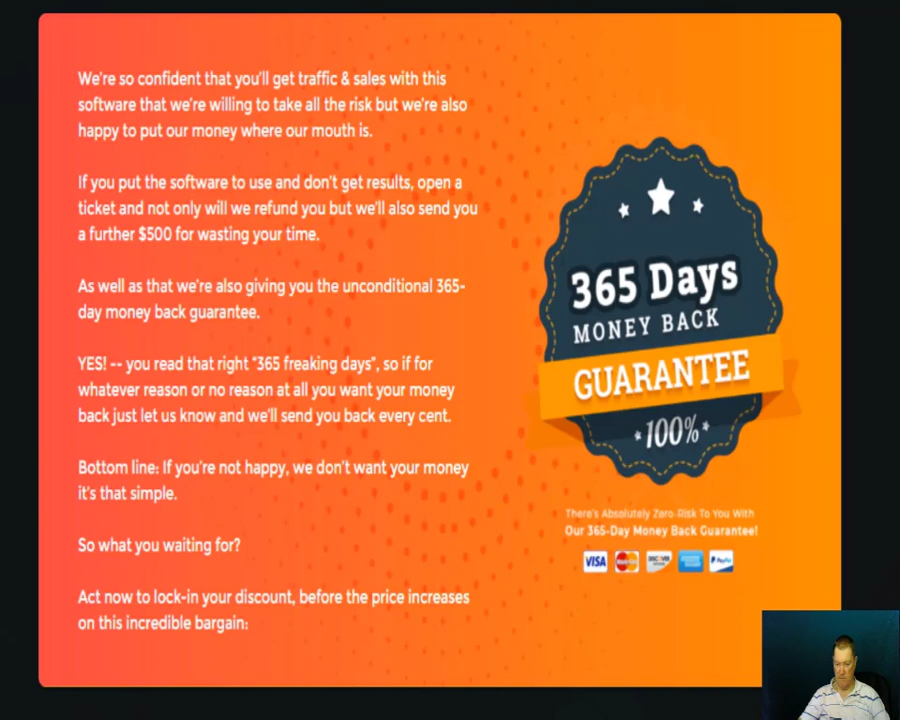 We're so confident that you'll get traffic & sales with this
software that we're willing to take all the risk but we're also
happy to put our money where our mouth is.
If you put the software to use and don't get results, open a
ticket and not only will we refund you but we'll also send you
a further $500 for wasting your time.
As well as that we're also giving you the unconditional 365-
day money back guarantee.
YES! -- you read that right "365 freaking days", so if for
whatever reason or no reason at all you want your money
back just let us know and we'll send you back every cent.
Bottom line: If you're not happy, we don't want your money
it's that simple.
So what you waiting for?
Act now to lock-in your discount, before the price increases
on this incredible bargain:
365 Days
MONEY BACK
GUARANTEE
100%
There's Absolutely Zero-Risk To You With
Our 365-Day Money Back Guarantee!
VISA
MasterCard
DISCOVER
PayPal